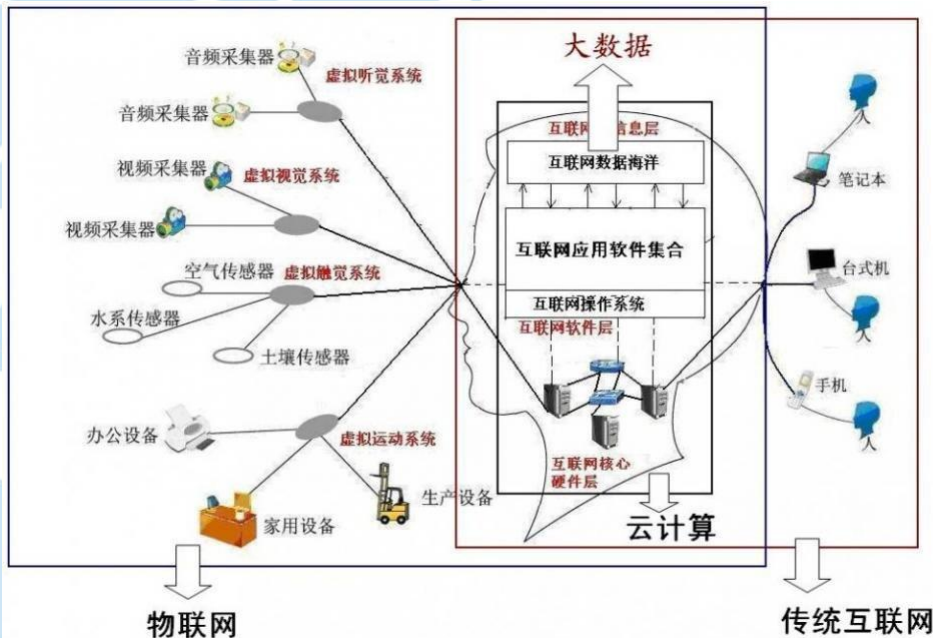 大数据
音频采集器
虚拟听觉系统
音频采集器
互联网
信息层
人
互联网数据海洋
视频采集器
虚拟视觉系统
笔记本
视频采集器
互联网应用软件集合
空气传感器
虚拟触觉系统
台式机
互联网操作系统
水系传感器
互联网软件层
人
土壤传感器
手机
办公设备
虚拟运动系统
人
互联网核心
硬件层
生产设备
家用设备
云计算
物联网
传统互联网